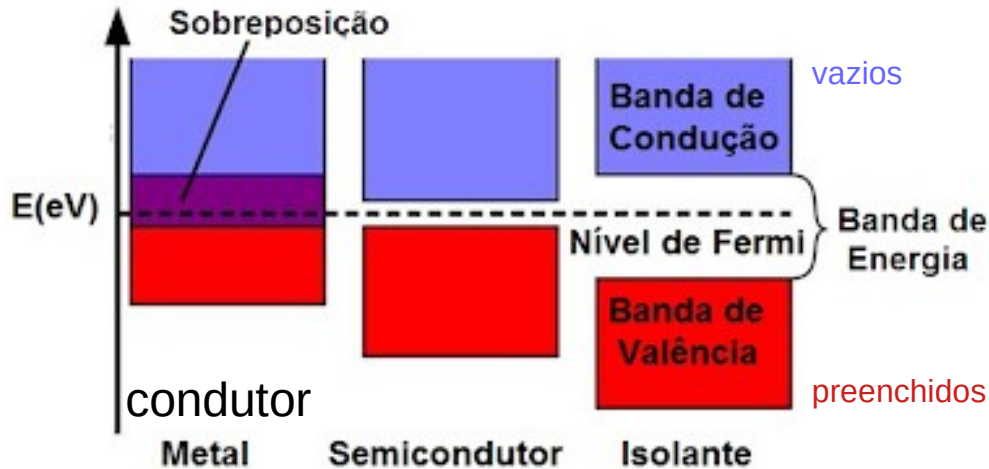 Sobreposição
vazios
Banda de
Condução
E(eV)
Nível de Fermi
Banda de
Energia
Banda de
Valência
preenchidos
condutor
Metal
Semicondutor
Isolante